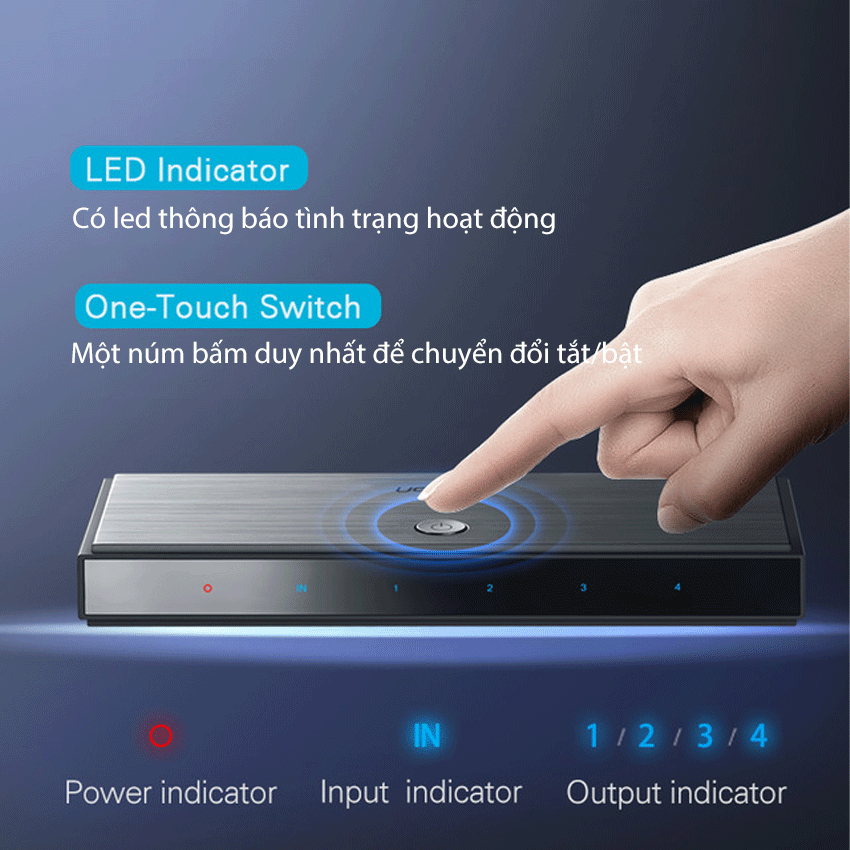 LED Indicator
Có led thông báo tình trạng hoạt động
One-Touch Switch
Một núm bấm duy nhất để chuyển đổi tắt/bật
IN 1 2 3 4
IN 1 / 2 / 3 / 4
Power indicator Input indicator Output indicator